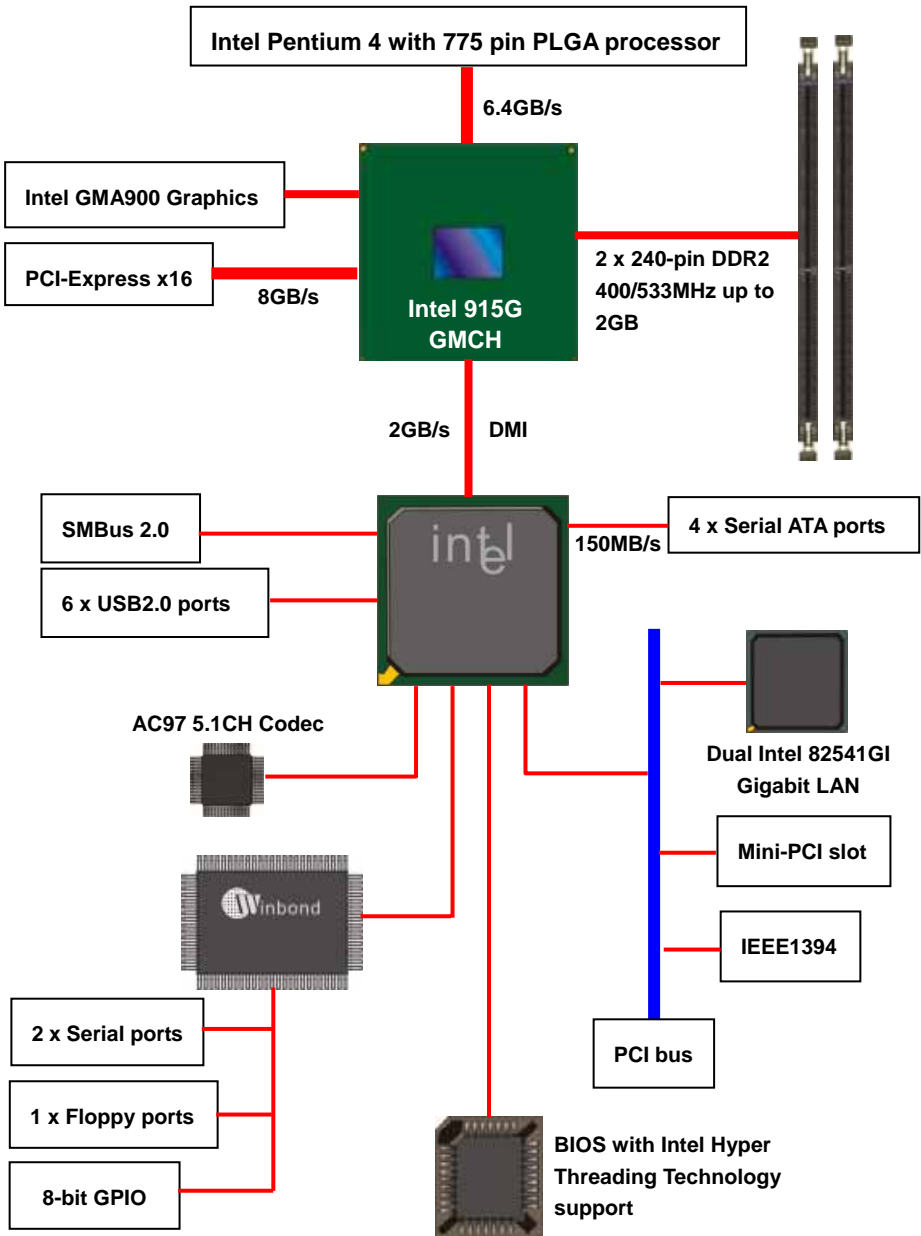 Intel Pentium 4 with 775 pin PLGA processor
6.4GB/s
Intel GMA900 Graphics
PCI-Express x16
8GB/s
Intel 915G
GMCH
2 x 240-pin DDR2
400/533MHz up to
2GB
2GB/s
DMI
SMBus 2.0
6 x USB2.0 ports
intel
150MB/s
4 x Serial ATA ports
AC97 5.1CH Codec
Dual Intel 82541GI
Gigabit LAN
Mini-PCI slot
Winbond
IEEE1394
2 x Serial ports
PCI bus
1 x Floppy ports
8-bit GPIO
BIOS with Intel Hyper
Threading Technology
support